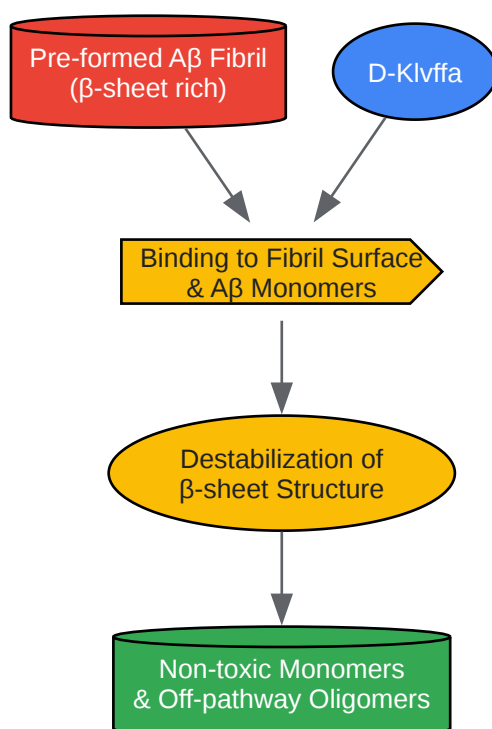 Pre-formed Aβ Fibril
(β-sheet rich)
D-Klvffa
Binding to Fibril Surface
& Aβ Monomers
Destabilization of
β-sheet Structure
Non-toxic Monomers
& Off-pathway Oligomers